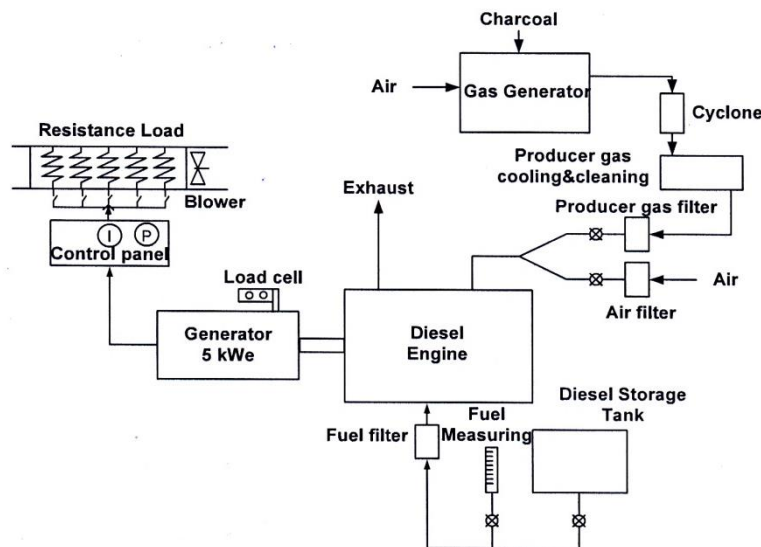 Charcoal
Air
Gas Generator
Cyclone
Resistance Load
Producer gas
cooling&cleaning
Exhaust
Blower
Producer gas filter
I
P
Control panel
Load cell
Air
Air filter
Generator
5 kWe
Diesel
Engine
Diesel Storage
Tank
Fuel filter
Fuel
Measuring